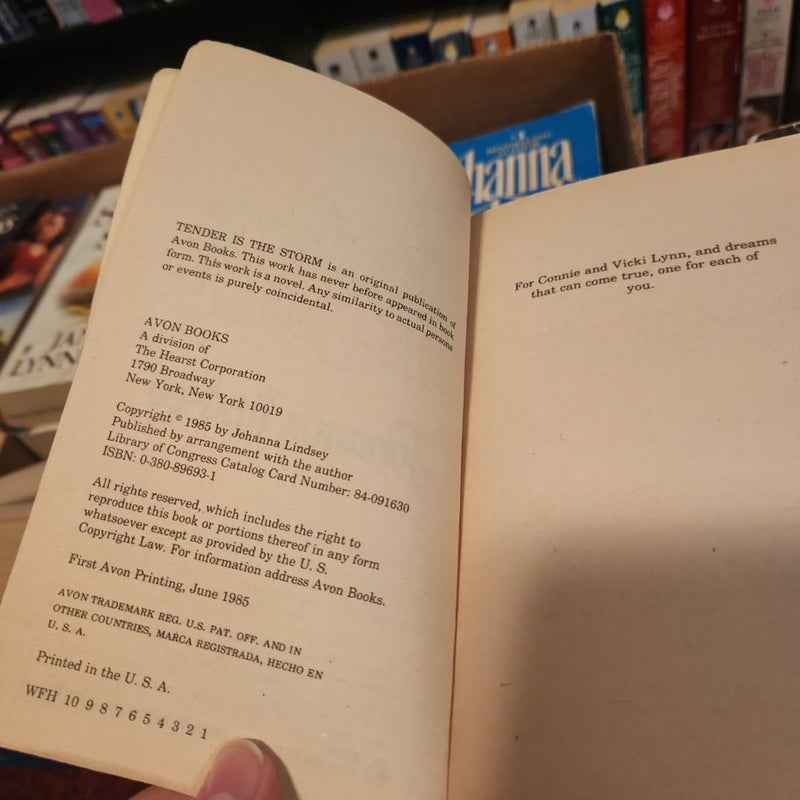 TENDER IS THE STORM is an original publication of
Avon Books. This work has never before appeared in book
form. This work is a novel. Any similarity to actual persons
or events is purely coincidental.
AVON BOOKS
A division of
The Hearst Corporation
1790 Broadway
New York, New York 10019
Copyright © 1985 by Johanna Lindsey
Published by arrangement with the author
Library of Congress Catalog Card Number: 84-091630
ISBN: 0-380-89693-1
All rights reserved, which includes the right to
reproduce this book or portions thereof in any form
whatsoever except as provided by the U. S.
Copyright Law. For information address Avon Books.
First Avon Printing, June 1985
AVON TRADEMARK REG. U.S. PAT. OFF. AND IN
OTHER COUNTRIES, MARCA REGISTRADA, HECHO EN
U. S. A.
Printed in the U. S. A.
WFH 10 9 8 7 6 5 4 3 2 1
For Connie and Vicki Lynn, and dreams
that can come true, one for each of
you.
hanna